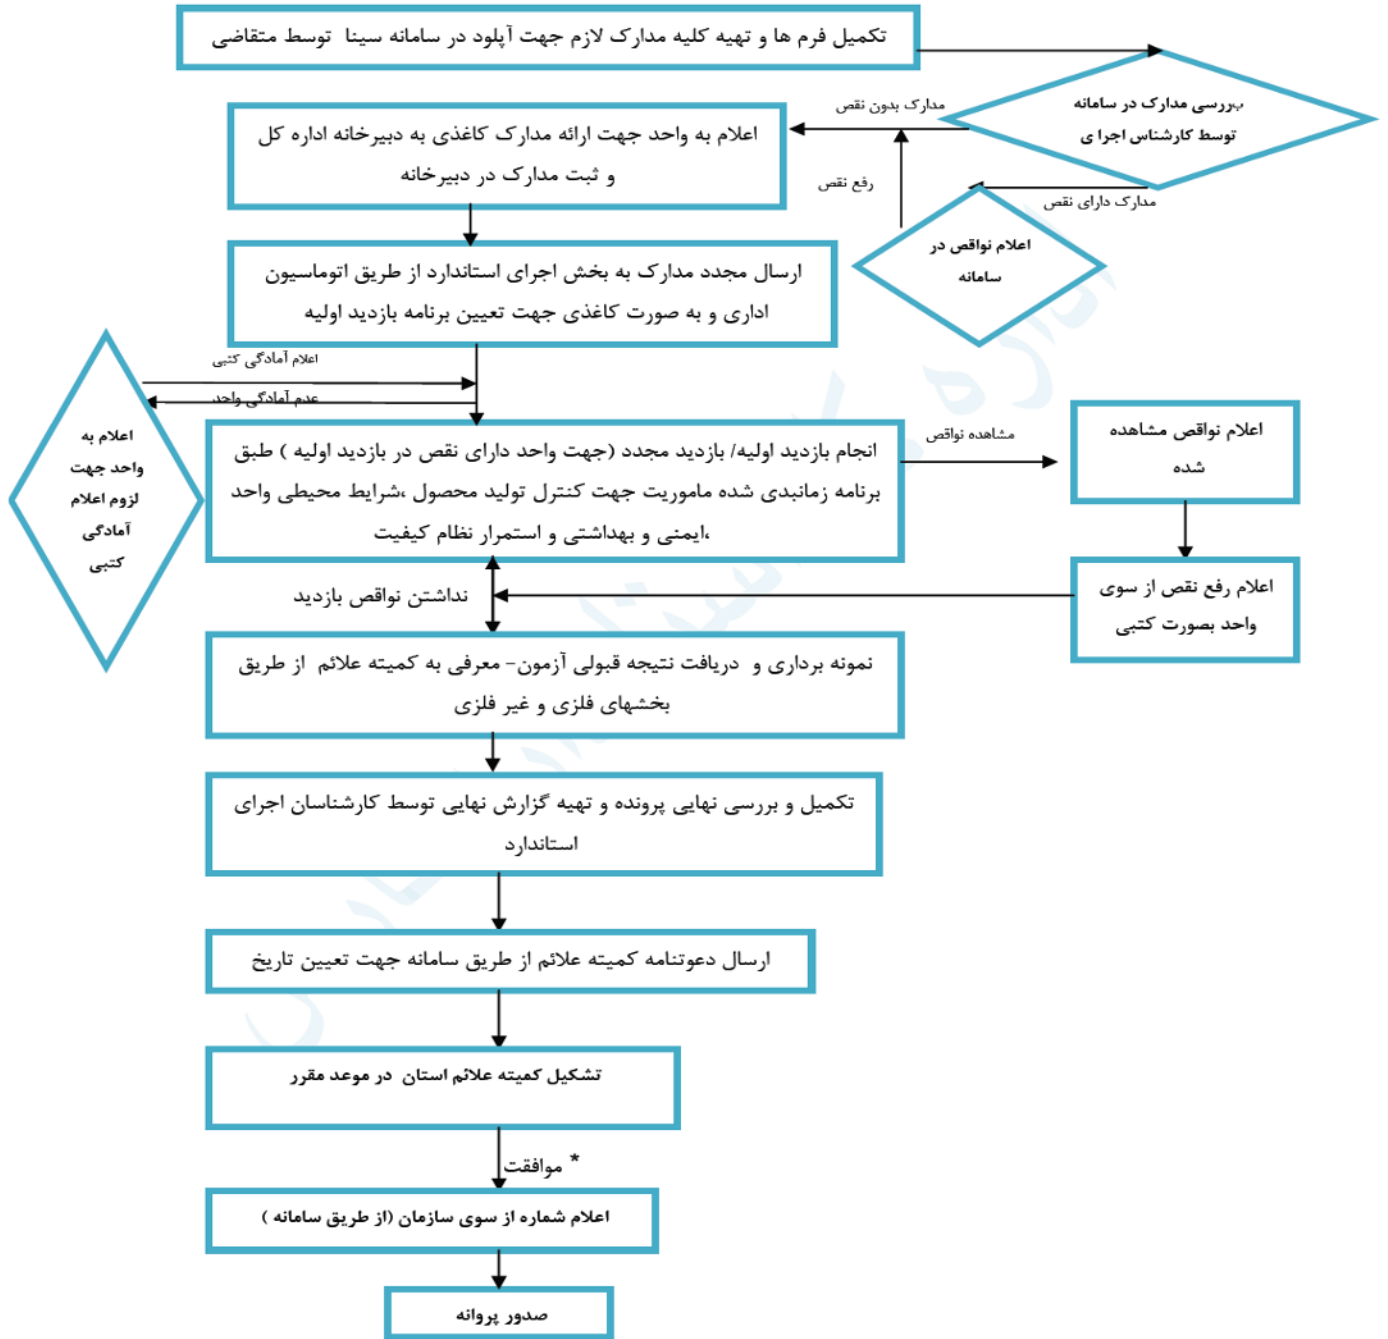 تکمیل فرم ها و تهیه کلیه مدارک لازم جهت آپلود در سامانه سینا توسط متقاضی
بررسی مدارک در سامانه
توسط کارشناس اجرا ی
مدارک بدون نقص
اعلام به واحد جهت ارائه مدارک کاغذی به دبیرخانه اداره کل
و ثبت مدارک در دبیرخانه
رفع نقص
مدارک دارای نقص
اعلام نواقص در
سامانه
ارسال مجدد مدارک به بخش اجرای استاندارد از طریق اتوماسیون
اداری و به صورت کاغذی جهت تعیین برنامه بازدید اولیه
اعلام آمادگی کتبی
عدم آمادگی واحد
اعلام به
واحد جهت
لزوم اعلام
آمادگی
کتبی
انجام بازدید اولیه/ بازدید مجدد (جهت واحد دارای نقص در بازدید اولیه ) طبق
برنامه زمانبدی شده ماموریت جهت کنترل تولید محصول ،شرایط محیطی واحد
،ایمنی و بهداشتی و استمرار نظام کیفیت
مشاهده نواقص
اعلام نواقص مشاهده
شده
اعلام رفع نقص از سوی
واحد بصورت کتبی
نداشتن نواقص بازدید
نمونه برداری و دریافت نتیجه قبولی آزمون- معرفی به کمیته علائم از طریق
بخشهای فلزی و غیر فلزی
تکمیل و بررسی نهایی پرونده و تهیه گزارش نهایی توسط کارشناسان اجرای
استاندارد
ارسال دعوتنامه کمیته علائم از طریق سامانه جهت تعیین تاریخ
تشکیل کمیته علائم استان در موعد مقرر
* موافقت
اعلام شماره از سوی سازمان (از طریق سامانه )
صدور پروانه